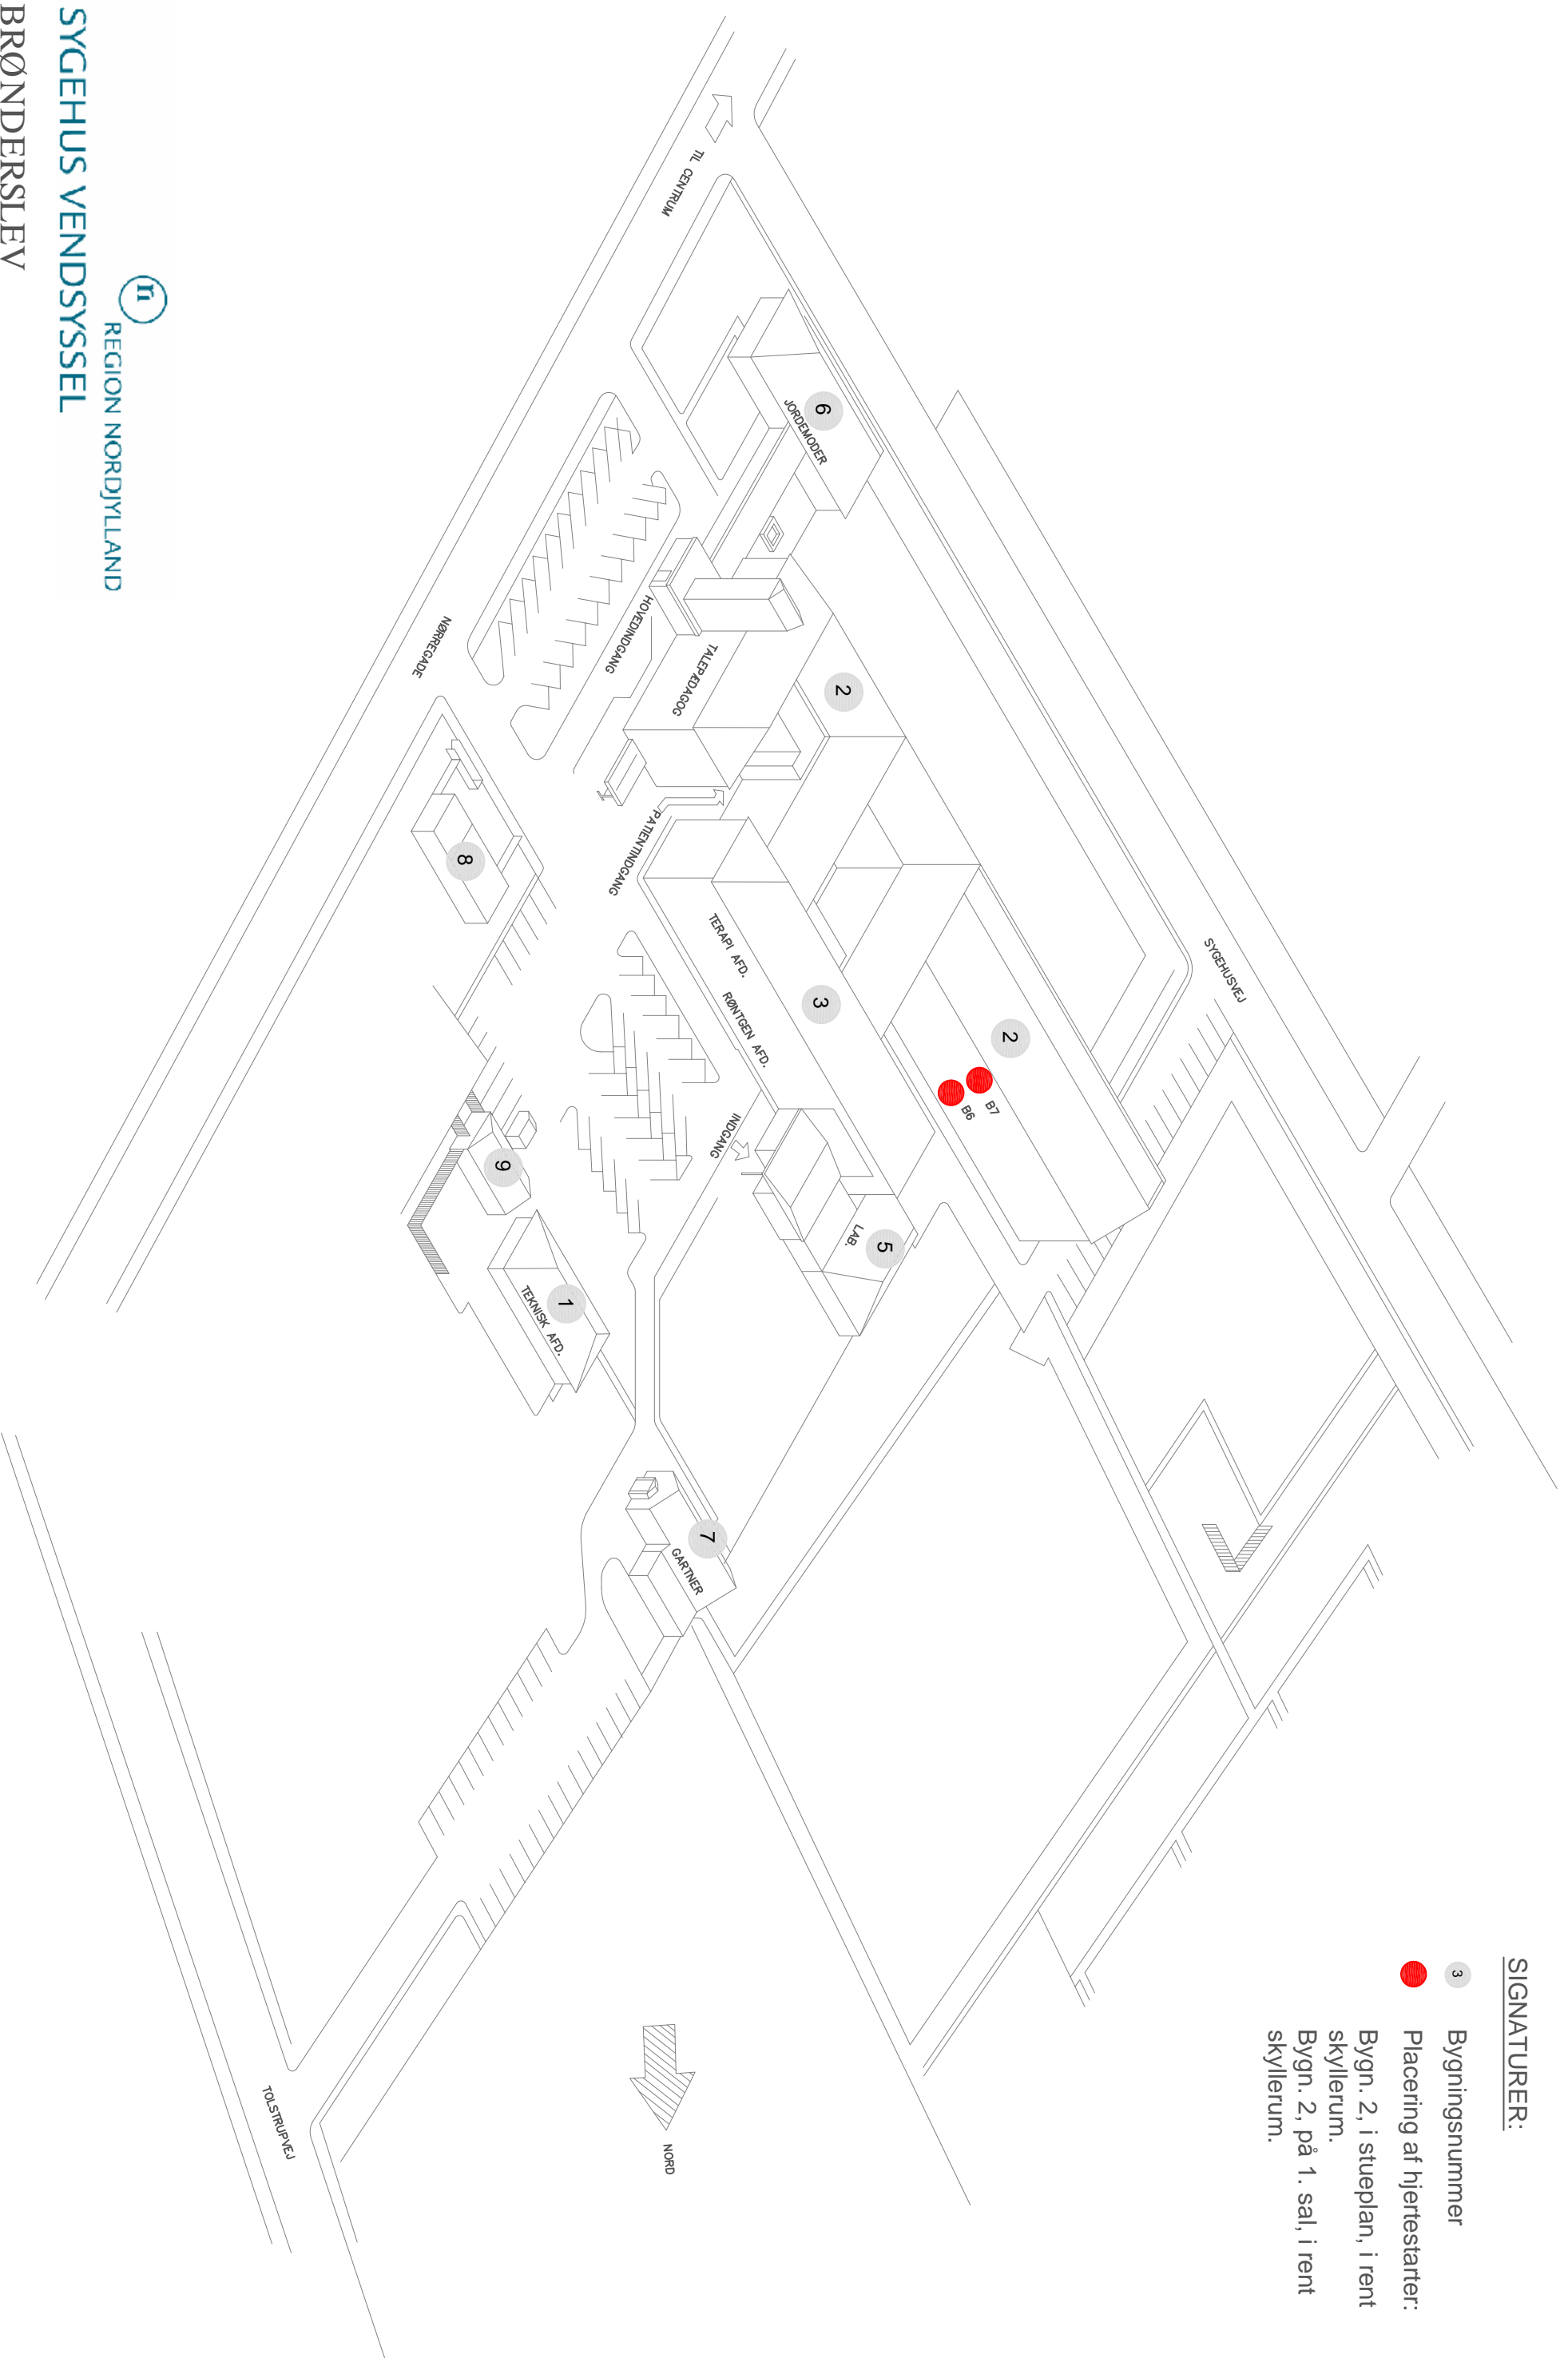 SIGNATURER:
3 Bygningsnummer
Placering af hjertestarter:
Bygn. 2, i stueplan, i rent
skyllerum.
Bygn. 2, på 1. sal, i rent
skyllerum.
SYGEHUSVEJ
TIL CENTRUM
6
JORDEMODER
2
2
B7
B6
HOVEDINDGANG
TALEPÆDAGOG
3
TERAPI AFD.
RØNTGEN AFD.
PATIENTINDGANG
INDGANG
5
LAB.
NØRREGADE
8
9
1
TEKNISK AFD.
7
GARTNER
NORD
TOLSTRUPVEJ
n
REGION NORDJYLLAND
SYGEHUS VENDSYSSEL
BRØNDERSLEV